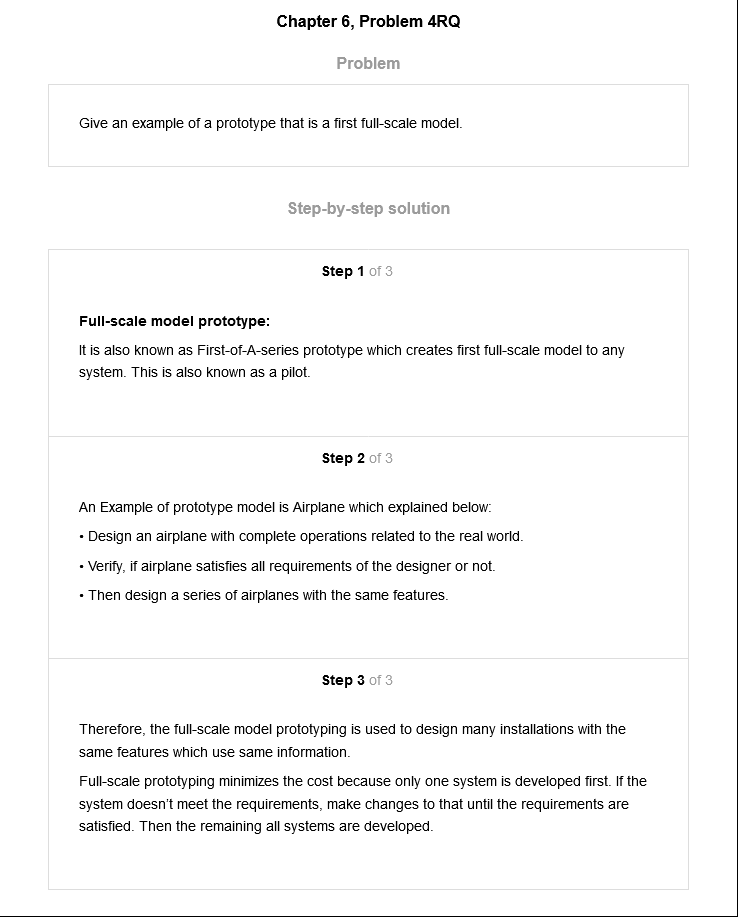 Chapter 6, Problem 4RQ
Problem
Give an example of a prototype that is a first full-scale model.
Step-by-step solution
Step 1 of 3
Full-scale model prototype:
It is also known as First-of-A-series prototype which creates first full-scale model to any
system. This is also known as a pilot.
Step 2 of 3
An Example of prototype model is Airplane which explained below:
• Design an airplane with complete operations related to the real world.
• Verify, if airplane satisfies all requirements of the designer or not.
• Then design a series of airplanes with the same features.
Step 3 of 3
Therefore, the full-scale model prototyping is used to design many installations with the
same features which use same information.
Full-scale prototyping minimizes the cost because only one system is developed first. If the
system doesn't meet the requirements, make changes to that until the requirements are
satisfied. Then the remaining all systems are developed.